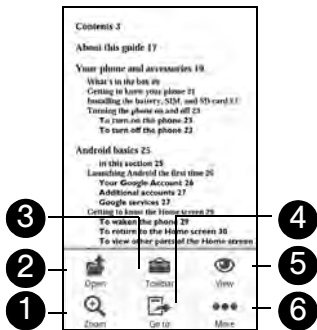 Contents 3
About this guide 17
Your phone and accessories 19
What's in the box 19
Getting to know your phone 21
Installing the battery, SIM, and SD card 22
Turning the phone on and off 23
To turn on the phone 23
To turn off the phone 23
Android basics 25
In this section 25
Launching Android the first time 26
Your Google Account 26
Additional accounts 27
Google services 27
Getting to know the Home screen 29
To waken the phone 29
To return to the Home screen 30
To view other parts of the Home screen
3
4
2
Open
Toolbar
View
5
1
Zoom
Go to
More
6